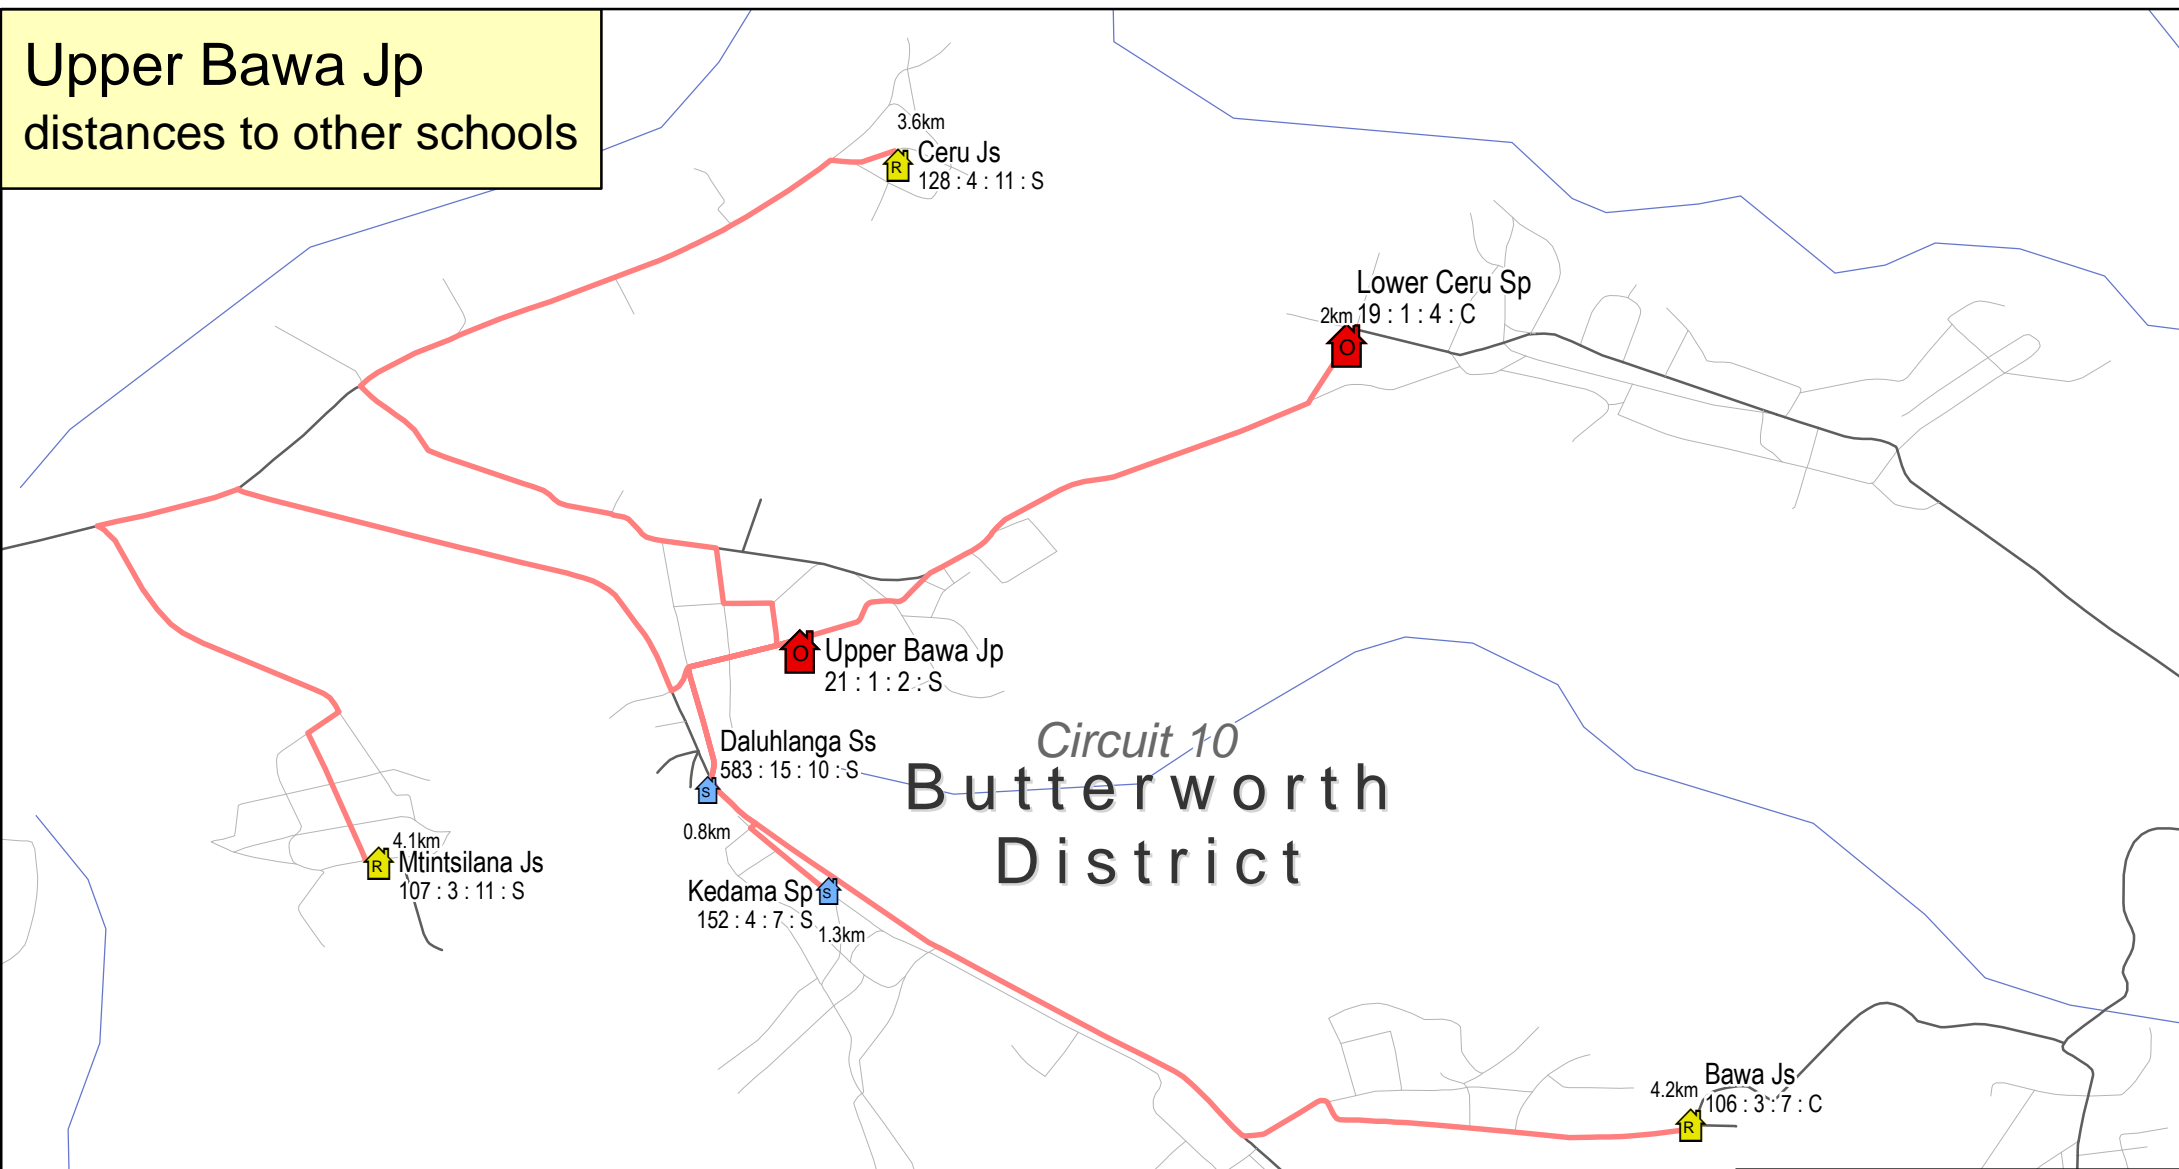 Upper Bawa Jp
distances to other schools
3.6km
Ceru Js
R
128 : 4 : 11 : S
Lower Ceru Sp
2km 19 : 1 : 4 : C
O
Upper Bawa Jp
O
21 : 1 : 2 : S
Circuit 10
Butterworth
District
Daluhlanga Ss
583 : 15 : 10 : S
S
0.8km
4.1km
Mtintsilana Js
R
107 : 3 : 11 : S
Kedama Sp
S
152 : 4 : 7 : S
1.3km
Bawa Js
4.2km
106 : 3 : 7 : C
R